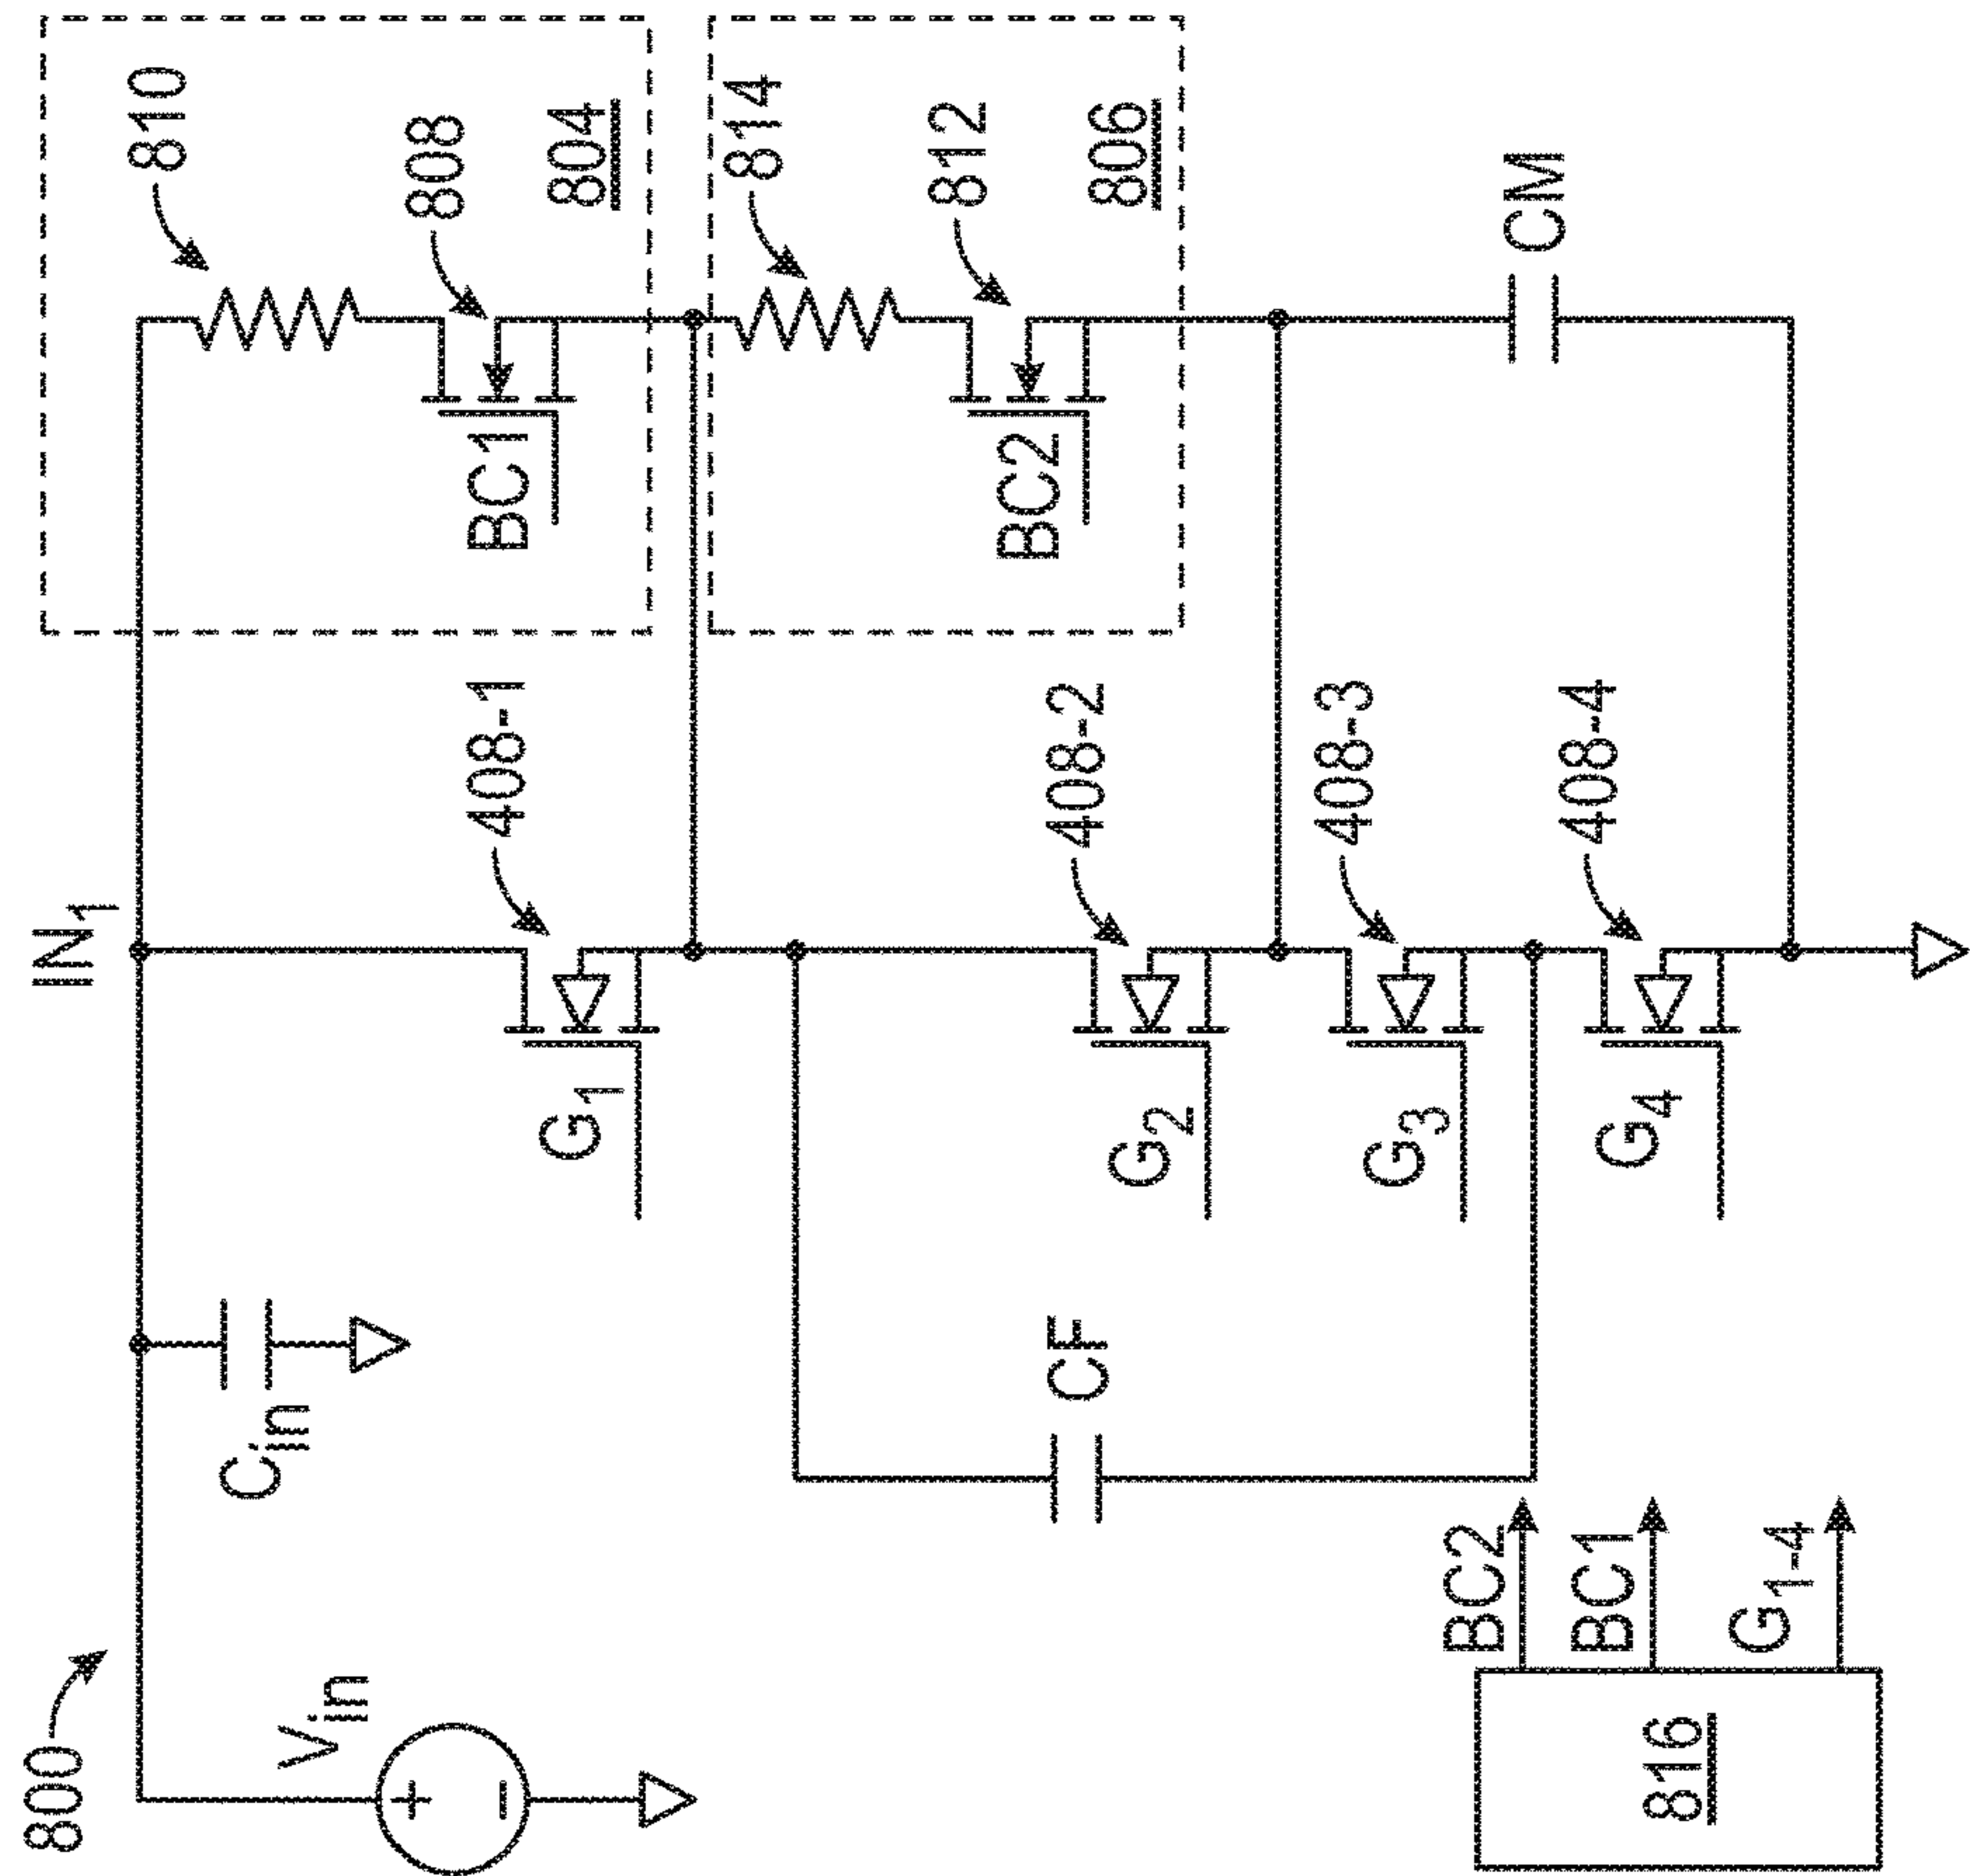 800
V_in
+
−
C_in
IN_1
810
808
804
BC1
814
812
806
BC2
408-1
G_1
408-2
G_2
408-3
G_3
408-4
G_4
CF
CM
816
BC2
BC1
G_1-4